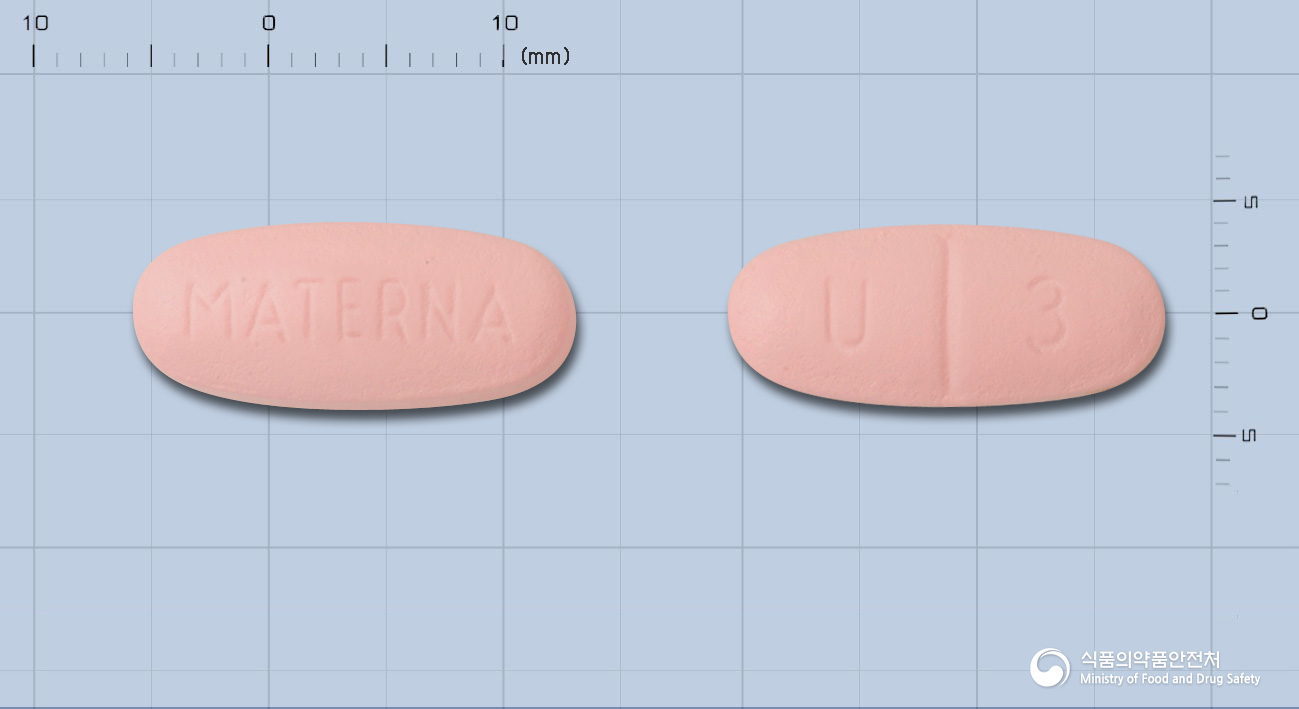 10 0 10
(mm)
MATERNA
U 3
5
0
5
식품의약품안전처
Ministry of Food and Drug Safety